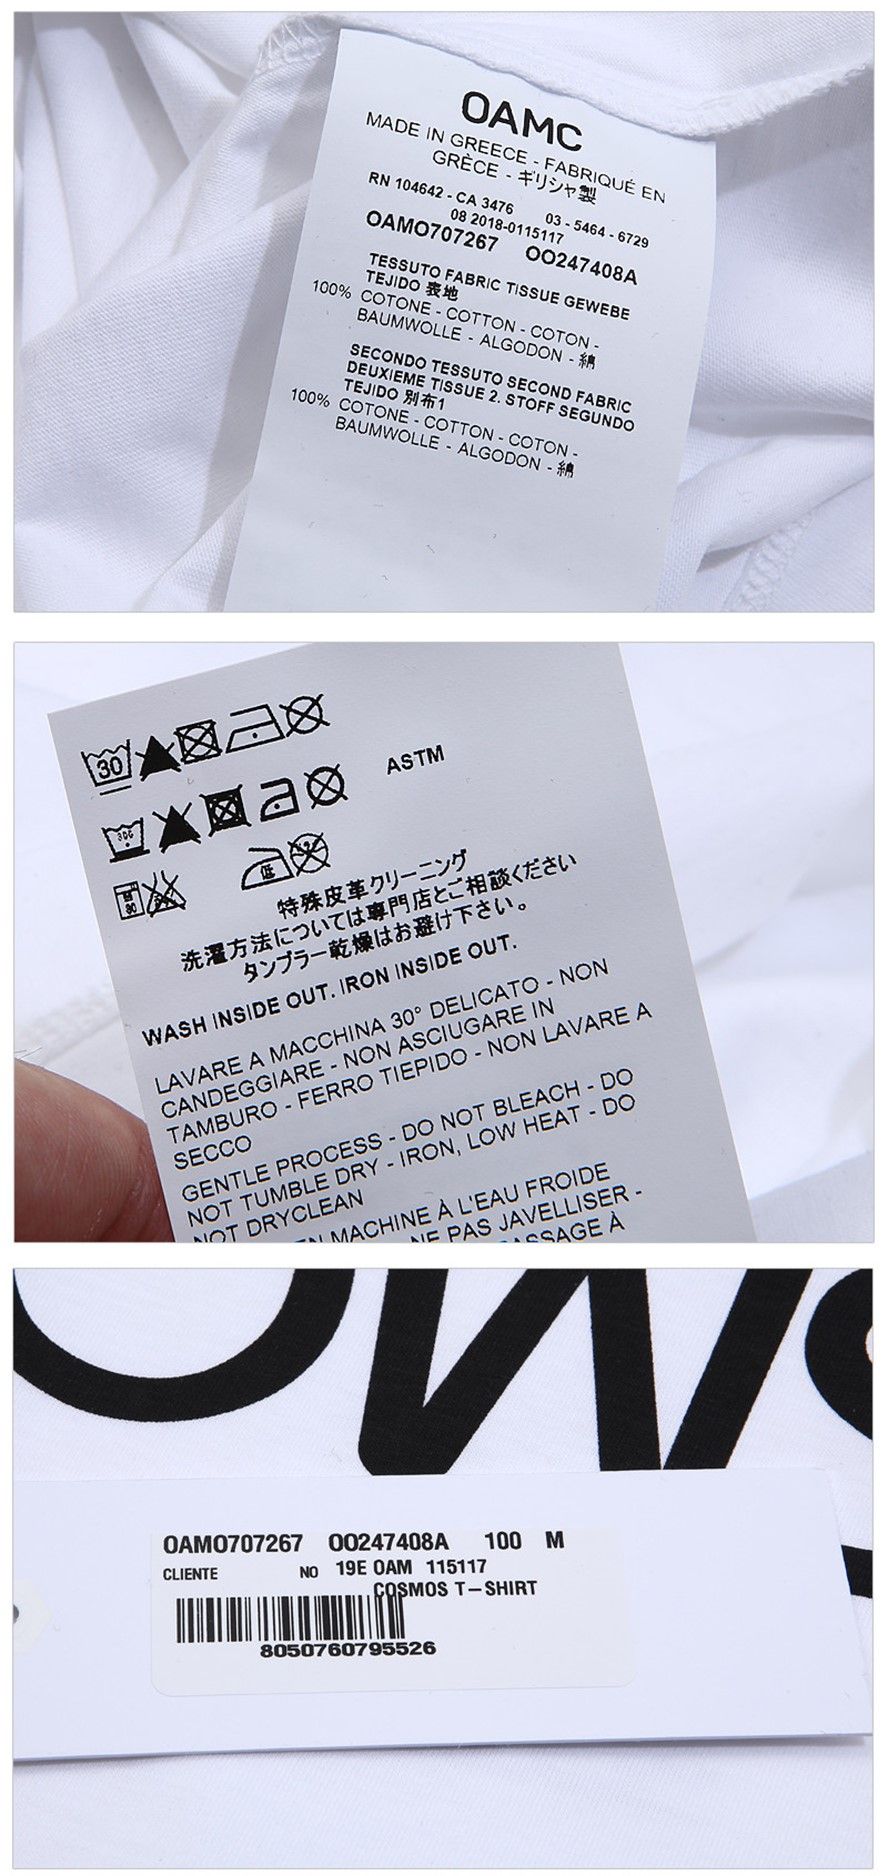 OAMC
MADE IN GREECE - FABRIQUÉ EN
GRÈCE - ギリシャ製
RN 104642 - CA 3476 03 - 5464 - 6729
08 2018-0115117
OAMO707267 OO247408A
TESSUTO FABRIC TISSUE GEWEBE
TEJIDO 表地
100% COTONE - COTTON - COTON -
BAUMWOLLE - ALGODON - 綿
SECONDO TESSUTO SECOND FABRIC
DEUXIEME TISSUE 2. STOFF SEGUNDO
TEJIDO 別布1
100% COTONE - COTTON - COTON -
BAUMWOLLE - ALGODON - 綿
30
ASTM
30C
低
特殊皮革クリーニング
洗濯方法については専門店とご相談ください
タンブラー乾燥はお避け下さい。
WASH INSIDE OUT. IRON INSIDE OUT.
LAVARE A MACCHINA 30° DELICATO - NON
CANDEGGIARE - NON ASCIUGARE IN
TAMBURO - FERRO TIEPIDO - NON LAVARE A
SECCO
GENTLE PROCESS - DO NOT BLEACH - DO
NOT TUMBLE DRY - IRON, LOW HEAT - DO
NOT DRYCLEAN
EN MACHINE À L'EAU FROIDE
NE PAS JAVELLISER -
PASSAGE À
OAMO707267 OO247408A 100 M
CLIENTE NO 19E OAM 115117
COSMOS T-SHIRT
8050760795526